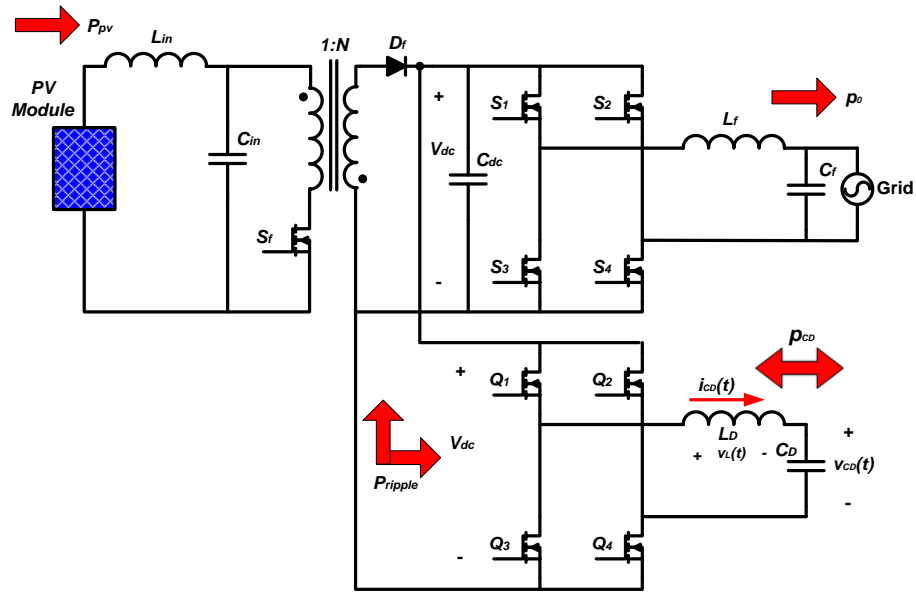 Ppv
Lin
1:N
Df
PV
Module
Cin
Sf
+
Vdc
-
Cdc
S1
S2
S3
S4
Lf
p0
Cf
Grid
+
Vdc
-
Pripple
Q1
Q2
Q3
Q4
iCD(t)
pCD
LD
+ vL(t) -
CD
+
vCD(t)
-